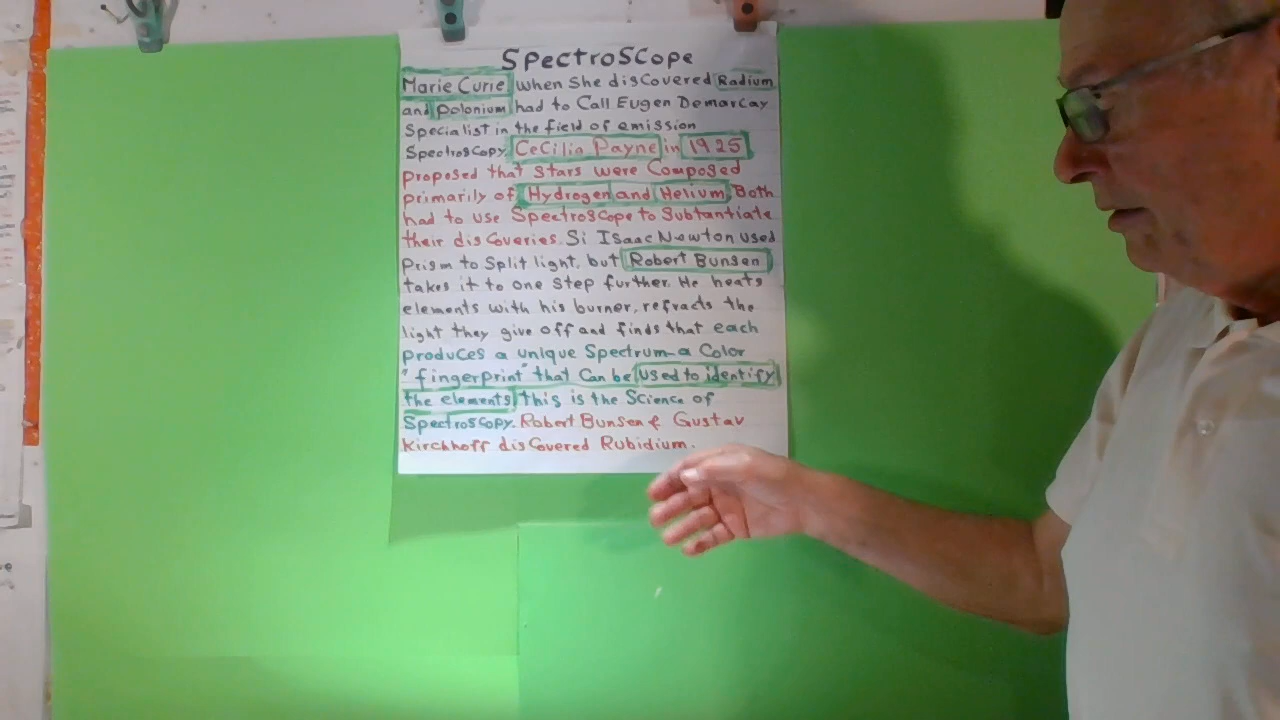 SpectroScope
Marie Curie when She discovered Radium
and polonium had to Call Eugen Demarcay
Specialist in the field of emission
Spectroscopy. CeCilia Payne in 1925
proposed that stars were Composed
primarily of Hydrogen and Helium Both
had to use Spectroscope to Substantiate
their discoveries. Si Isaac Newton used
Prism to Split light, but Robert Bunsen
takes it to one step further. He heats
elements with his burner, refracts the
light they give off and finds that each
produces a unique Spectrum-a Color
"fingerprint" that Can be used to identify
the elements this is the Science of
Spectroscopy. Robert Bunsen & Gustav
Kirchhoff discovered Rubidium.